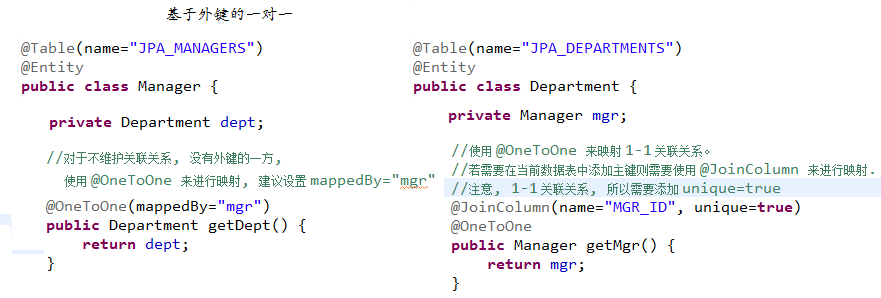 基于外键的一对一
@Table(name="JPA_MANAGERS")
@Entity
public class Manager {
private Department dept;
//对于不维护关联关系, 没有外键的一方,
使用 @OneToOne 来进行映射, 建议设置 mappedBy="mgr"
@OneToOne(mappedBy="mgr")
public Department getDept() {
return dept;
}
@Table(name="JPA_DEPARTMENTS")
@Entity
public class Department {
private Manager mgr;
//使用 @OneToOne 来映射 1-1 关联关系。
//若需要在当前数据表中添加主键则需要使用 @JoinColumn 来进行映射.
//注意, 1-1 关联关系, 所以需要添加 unique=true
@JoinColumn(name="MGR_ID", unique=true)
@OneToOne
public Manager getMgr() {
return mgr;
}